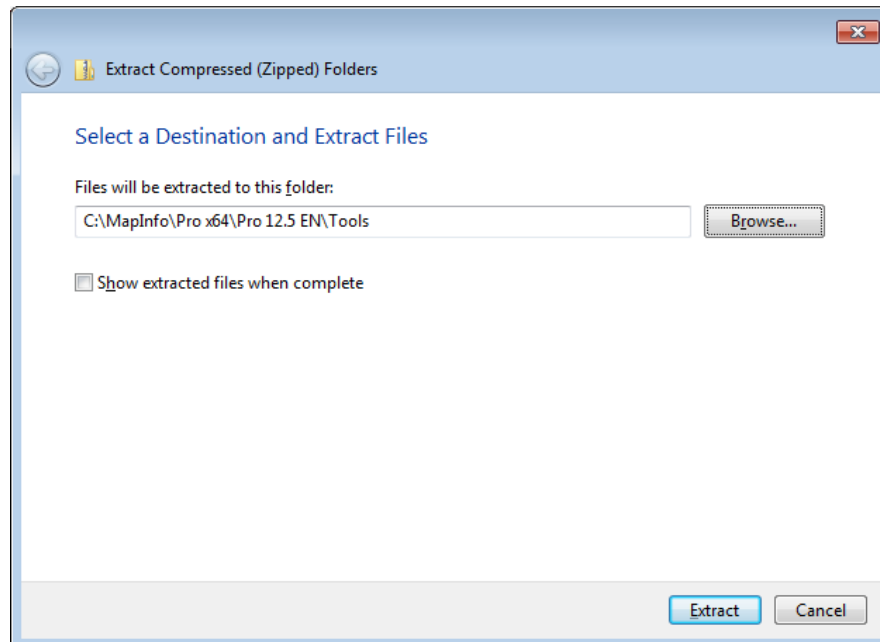 Extract Compressed (Zipped) Folders
Select a Destination and Extract Files
Files will be extracted to this folder:
C:\MapInfo\Pro x64\Pro 12.5 EN\Tools
Browse...
Show extracted files when complete
Extract
Cancel